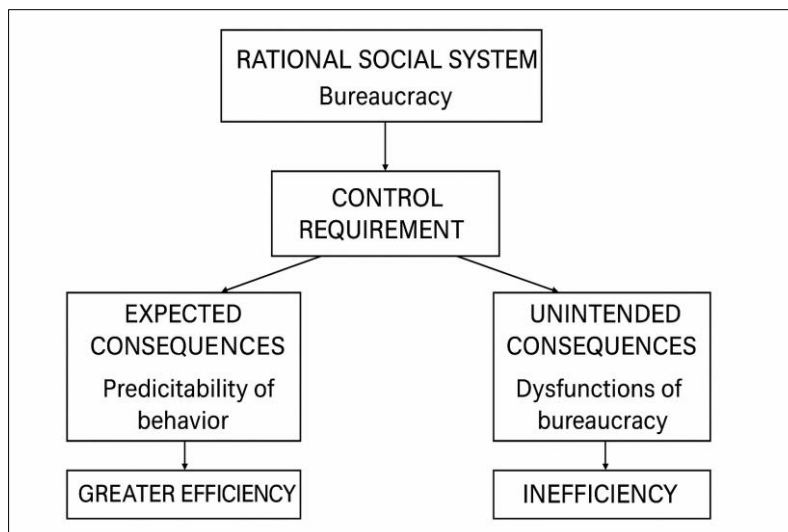 RATIONAL SOCIAL SYSTEM
Bureaucracy
CONTROL
REQUIREMENT
EXPECTED
CONSEQUENCES
Predicitability of
behavior
UNINTENDED
CONSEQUENCES
Dysfunctions of
bureaucracy
GREATER EFFICIENCY
INEFFICIENCY